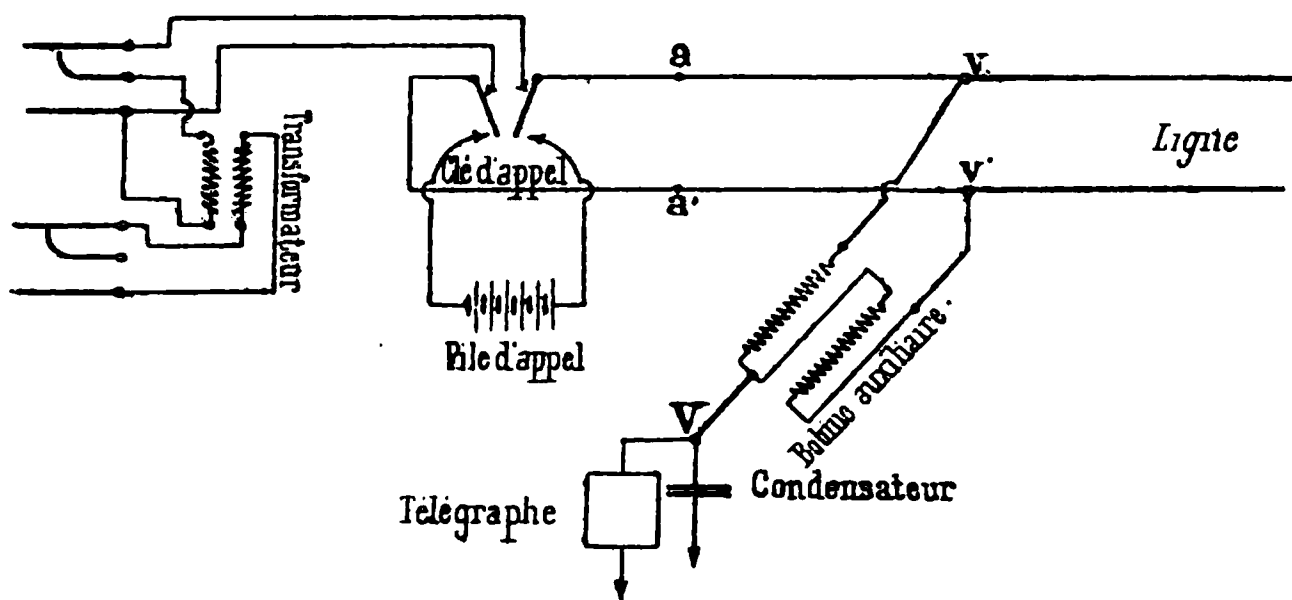 a
v
Ligne
Transformateur
Clé d'appel
a'
v'
Pile d'appel
Bobine auxiliaire.
V
Condensateur
Télégraphe